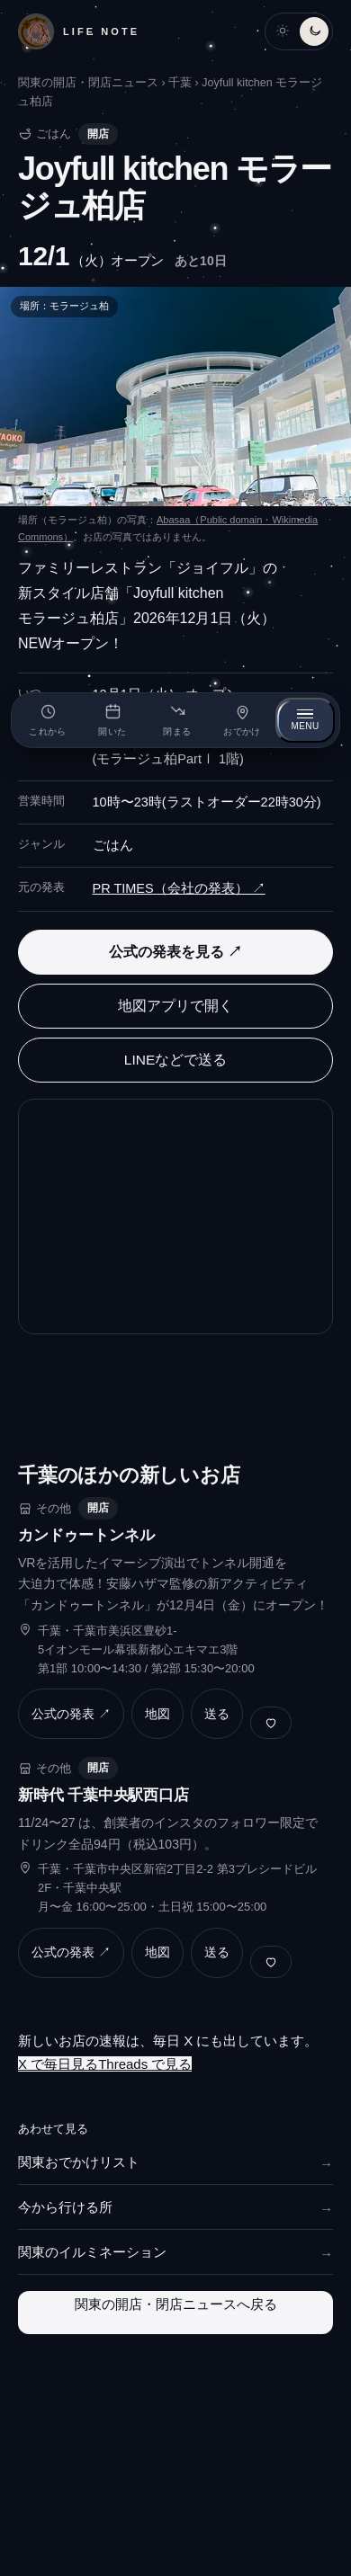 LIFE NOTE
関東の開店・閉店ニュース › 千葉 › Joyfull kitchen モラージ
ュ柏店
ごはん 開店
Joyfull kitchen モラー
ジュ柏店
12/1（火）オープン あと10日
場所：モラージュ柏
場所（モラージュ柏）の写真：Abasaa（Public domain・Wikimedia
Commons）。お店の写真ではありません。
ファミリーレストラン「ジョイフル」の
新スタイル店舗「Joyfull kitchen
モラージュ柏店」2026年12月1日（火）
NEWオープン！
これから 開いた 閉まる おでかけ MENU
(モラージュ柏PartⅠ 1階)
営業時間 10時〜23時(ラストオーダー22時30分)
ジャンル ごはん
元の発表 PR TIMES（会社の発表） ↗
公式の発表を見る ↗
地図アプリで開く
LINEなどで送る
千葉のほかの新しいお店
その他 開店
カンドゥートンネル
VRを活用したイマーシブ演出でトンネル開通を
大迫力で体感！安藤ハザマ監修の新アクティビティ
「カンドゥートンネル」が12月4日（金）にオープン！
千葉・千葉市美浜区豊砂1-
5イオンモール幕張新都心エキマエ3階
第1部 10:00〜14:30 / 第2部 15:30〜20:00
公式の発表 ↗ 地図 送る
その他 開店
新時代 千葉中央駅西口店
11/24〜27 は、創業者のインスタのフォロワー限定で
ドリンク全品94円（税込103円）。
千葉・千葉市中央区新宿2丁目2-2 第3プレシードビル
2F・千葉中央駅
月〜金 16:00〜25:00・土日祝 15:00〜25:00
公式の発表 ↗ 地図 送る
新しいお店の速報は、毎日 X にも出しています。
X で毎日見るThreads で見る
あわせて見る
関東おでかけリスト →
今から行ける所 →
関東のイルミネーション →
関東の開店・閉店ニュースへ戻る